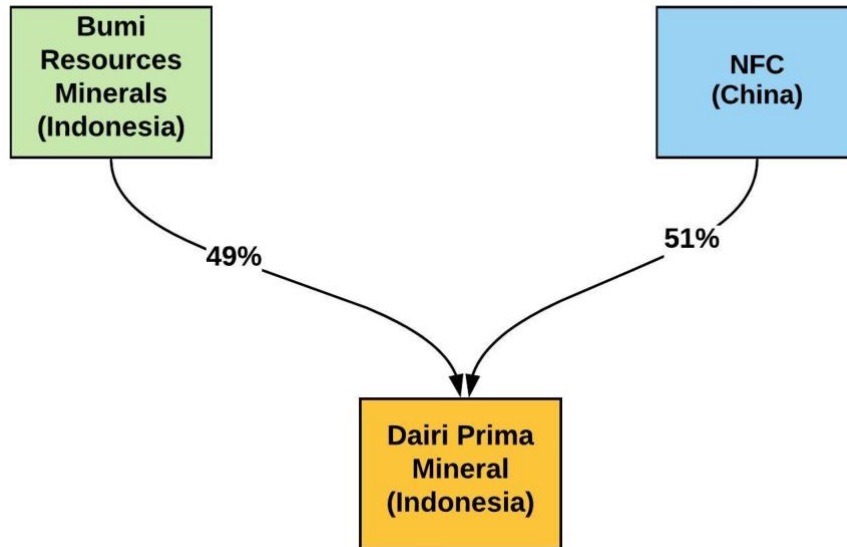 Bumi
Resources
Minerals
(Indonesia)
NFC
(China)
49%
51%
Dairi Prima
Mineral
(Indonesia)